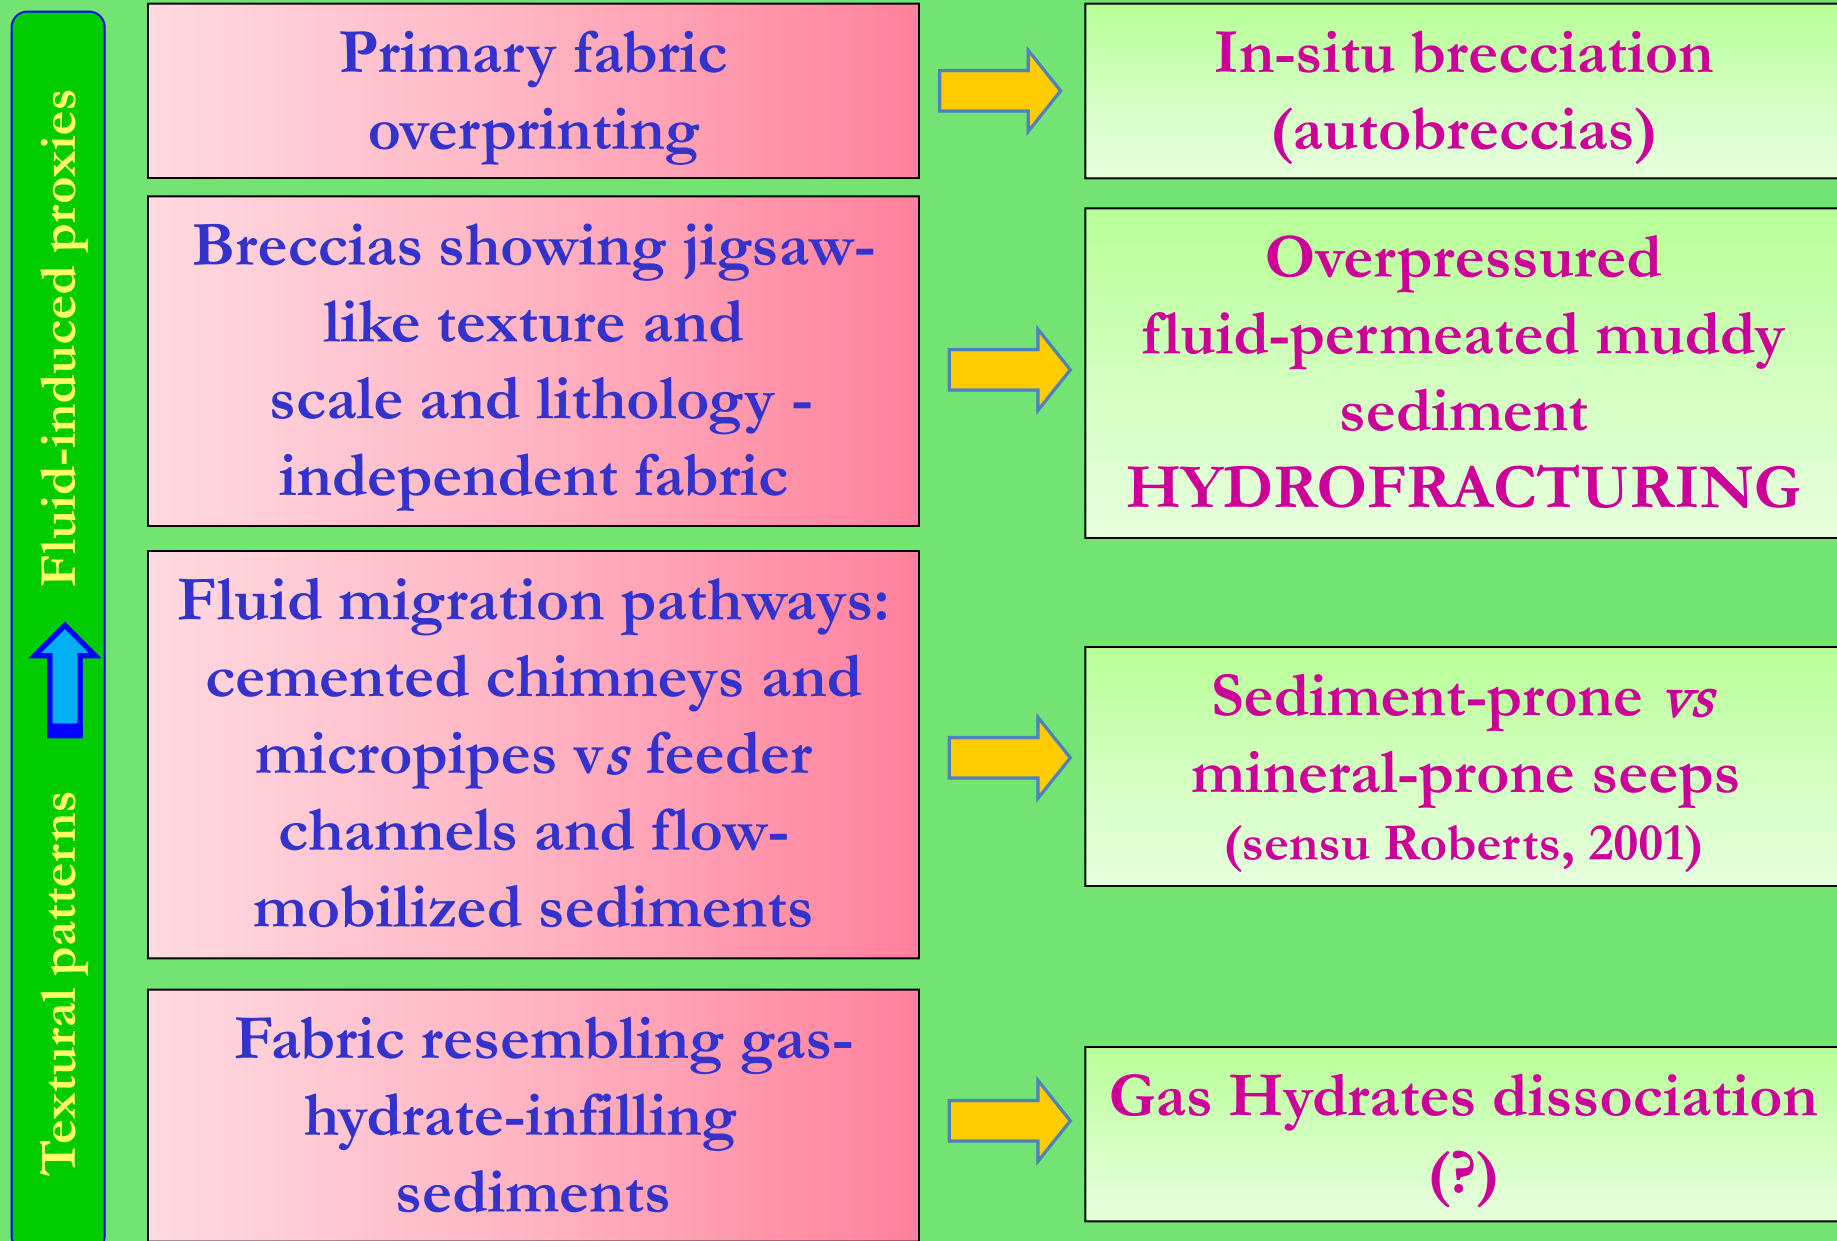 Textural patterns
Fluid-induced proxies
Primary fabric
overprinting
In-situ brecciation
(autobreccias)
Breccias showing jigsaw-
like texture and
scale and lithology -
independent fabric
Overpressured
fluid-permeated muddy
sediment
HYDROFRACTURING
Fluid migration pathways:
cemented chimneys and
micropipes vs feeder
channels and flow-
mobilized sediments
Sediment-prone vs
mineral-prone seeps
(sensu Roberts, 2001)
Fabric resembling gas-
hydrate-infilling
sediments
Gas Hydrates dissociation
(?)